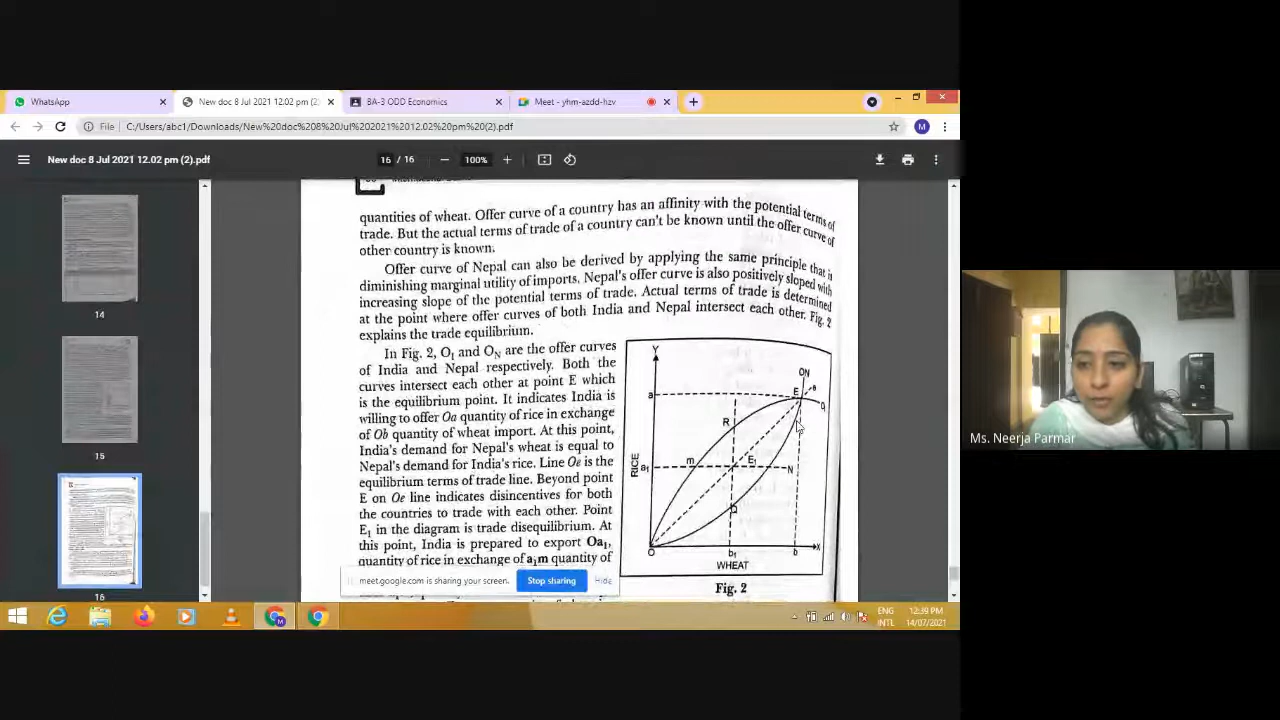 WhatsApp
New doc 8 Jul 2021 12.02 pm (2).
BA-3 ODD Economics
Meet - yhm-azdd-hzv
File C:/Users/abc1/Downloads/New%20doc%208%20Jul%202021%2012.02%20pm%20(2).pdf
M
New doc 8 Jul 2021 12.02 pm (2).pdf
16 / 16
100%
14
15
16
quantities of wheat. Offer curve of a country has an affinity with the potential terms of
trade. But the actual terms of trade of a country can't be known until the offer curve of
other country is known.
Offer curve of Nepal can also be derived by applying the same principle that is
diminishing marginal utility of imports. Nepal's offer curve is also positively sloped with
increasing slope of the potential terms of trade. Actual terms of trade is determined
at the point where offer curves of both India and Nepal intersect each other. Fig. 2
explains the trade equilibrium.
In Fig. 2, O_I and O_N are the offer curves
of India and Nepal respectively. Both the
curves intersect each other at point E which
is the equilibrium point. It indicates India is
willing to offer Oa quantity of rice in exchange
of Ob quantity of wheat import. At this point,
India's demand for Nepal's wheat is equal to
Nepal's demand for India's rice. Line Oe is the
equilibrium terms of trade line. Beyond point
E on Oe line indicates disincentives for both
the countries to trade with each other. Point
E₁ in the diagram is trade disequilibrium. At
this point, India is prepared to export Oa₁,
quantity of rice in exchange of a₁m quantity of
Y
ON
E
a
R
m
E₁
N
a₁
RICE
O
b₁
b
X
WHEAT
Fig. 2
meet.google.com is sharing your screen.
Stop sharing
Hide
Ms. Neerja Parmar
ENG
INTL
12:39 PM
14/07/2021